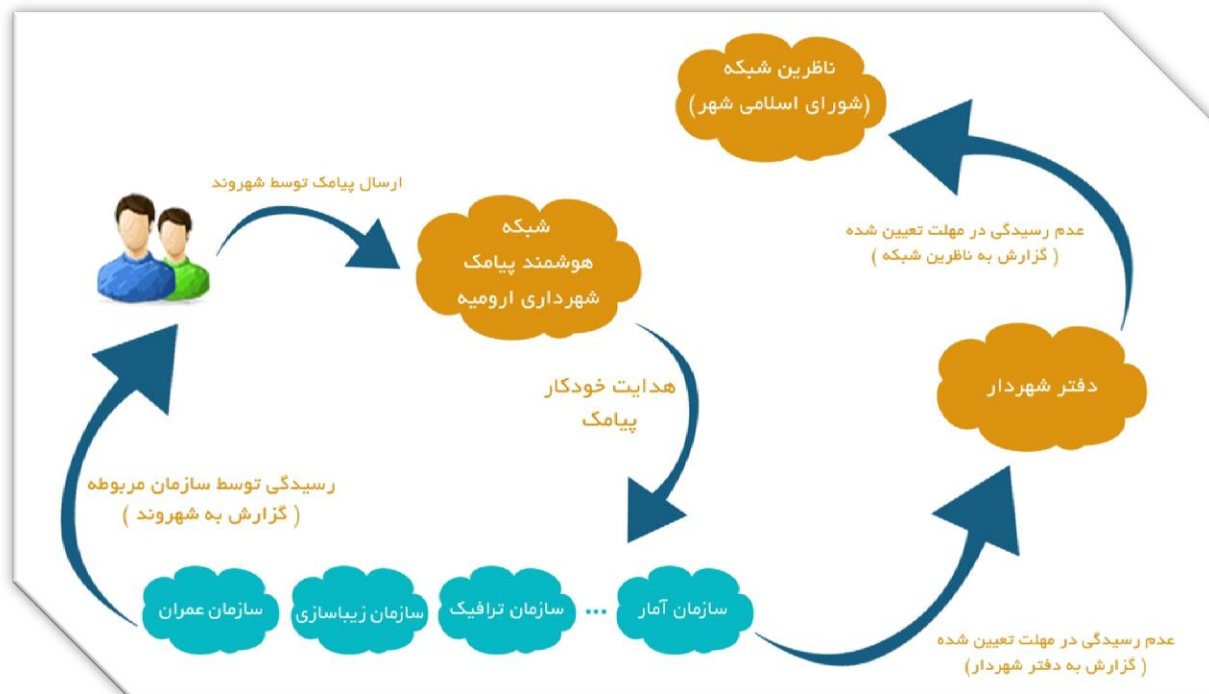 ناظرین شبکه
(شورای اسلامی شهر)
ارسال پیامک توسط شهروند
شبکه
هوشمند پیامک
شهرداری ارومیه
عدم رسیدگی در مهلت تعیین شده
( گزارش به ناظرین شبکه )
هدایت خودکار
پیامک
دفتر شهردار
رسیدگی توسط سازمان مربوطه
( گزارش به شهروند )
سازمان آمار
...
سازمان ترافیک
سازمان زیباسازی
سازمان عمران
عدم رسیدگی در مهلت تعیین شده
( گزارش به دفتر شهردار)